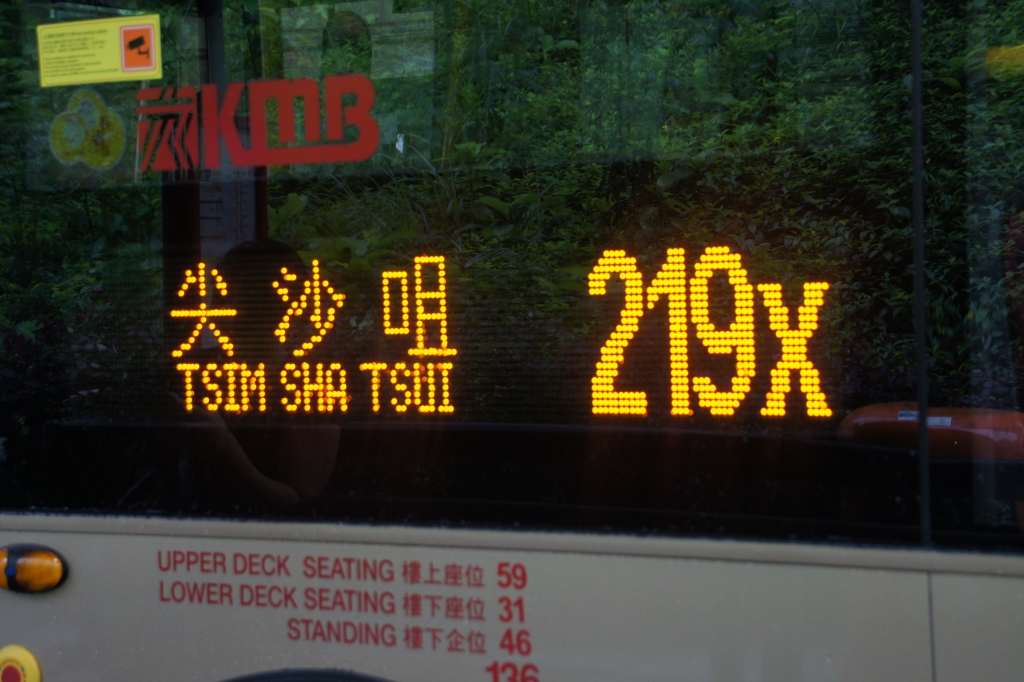 KMB
尖沙咀
TSIM SHA TSUI
219x
UPPER DECK SEATING 樓上座位 59
LOWER DECK SEATING 樓下座位 31
STANDING 樓下企位 46
136